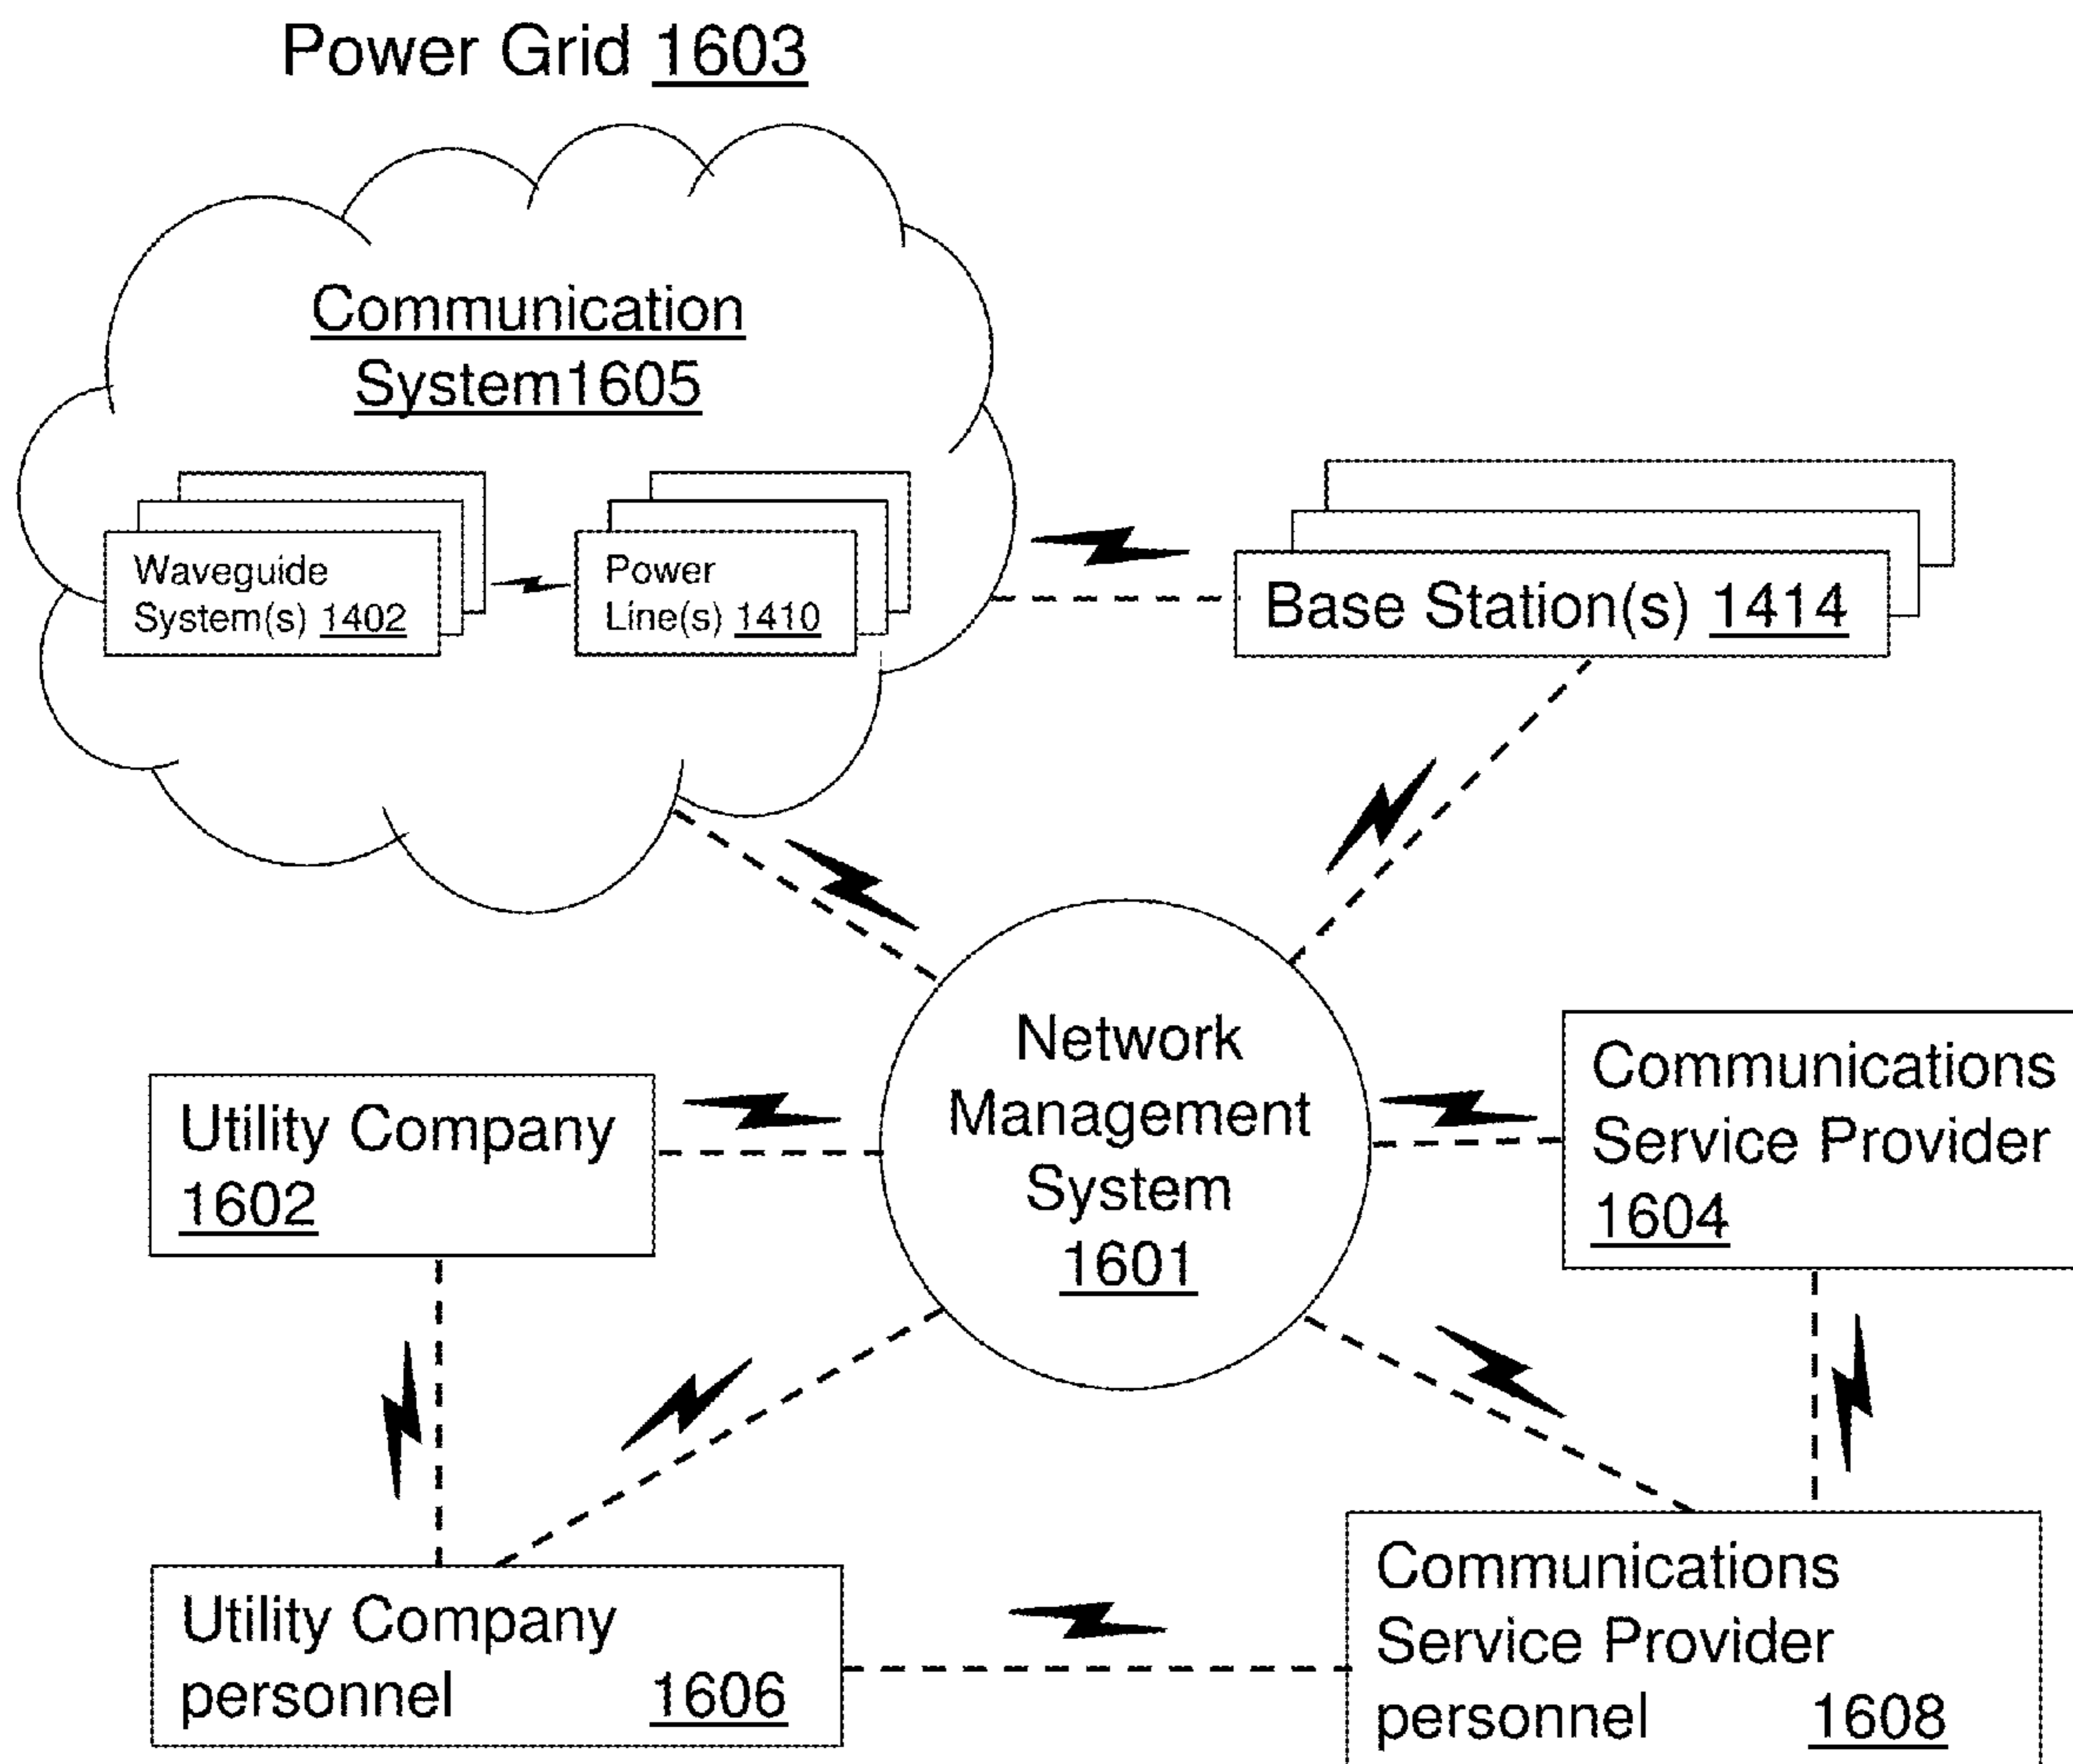 Power Grid 1603
Communication
System1605
Waveguide
System(s) 1402
Power
Line(s) 1410
Base Station(s) 1414
Network
Management
System
1601
Utility Company
1602
Communications
Service Provider
1604
Utility Company
personnel 1606
Communications
Service Provider
personnel 1608